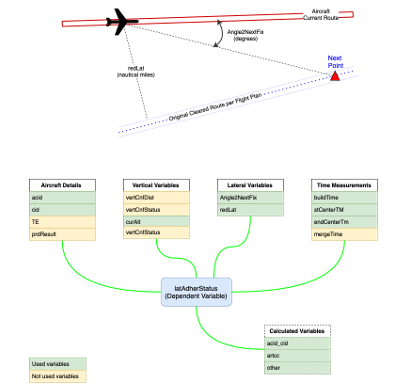 Aircraft
Current Route
Angle2NextFix
(degrees)
redLat
(nautical miles)
Next
Point
Original Cleared Route per Flight Plan
Aircraft Details
acid
cid
TE
prdResult
Vertical Variables
vertCnfDist
vertCnfStatus
curAlt
vertCnfStatus
Lateral Variables
Angle2NextFix
redLat
Time Measurements
buildTime
stCenterTM
endCenterTm
mergeTime
latAdherStatus
(Dependent Variable)
Calculated Variables
acid_cid
artcc
other
Used variables
Not used variables